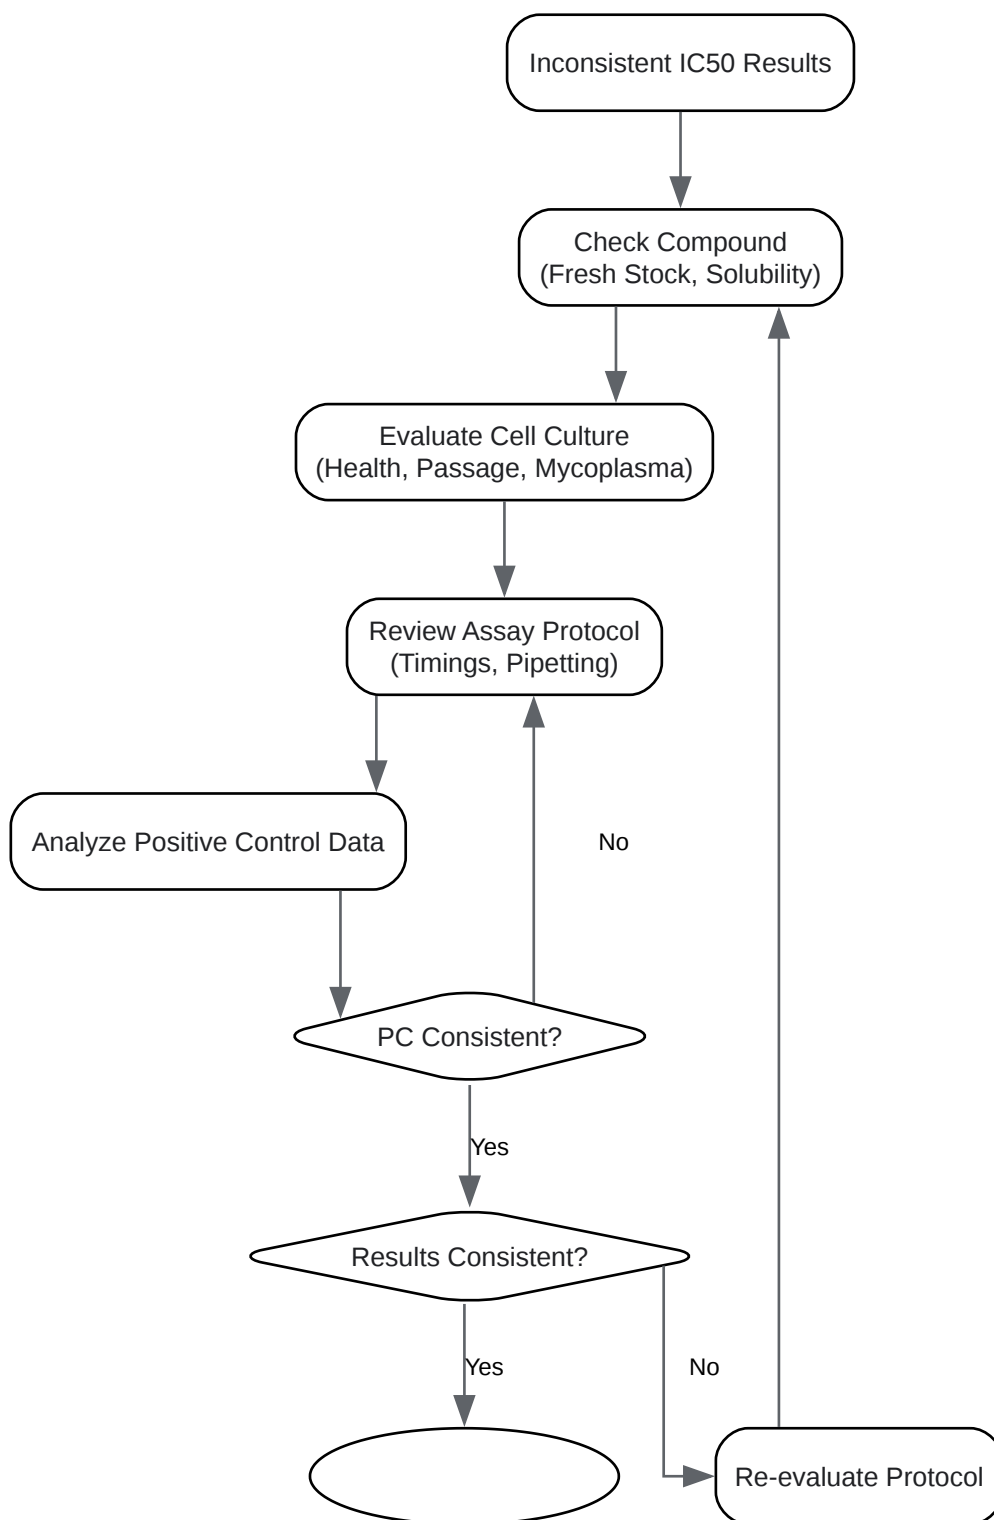 Inconsistent IC50 Results
Check Compound
(Fresh Stock, Solubility)
Evaluate Cell Culture
(Health, Passage, Mycoplasma)
Review Assay Protocol
(Timings, Pipetting)
Analyze Positive Control Data
No
PC Consistent?
Yes
Results Consistent?
Yes
No
Re-evaluate Protocol